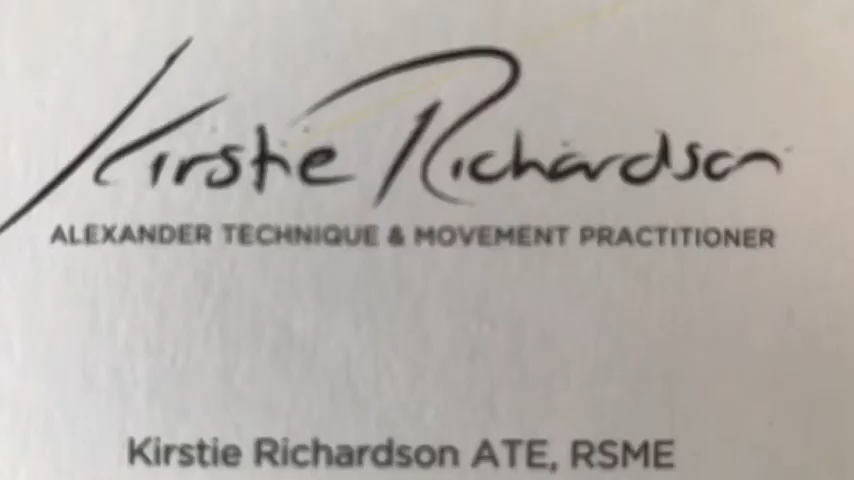 Kirstie Richardson
ALEXANDER TECHNIQUE & MOVEMENT PRACTITIONER
Kirstie Richardson ATE, RSME